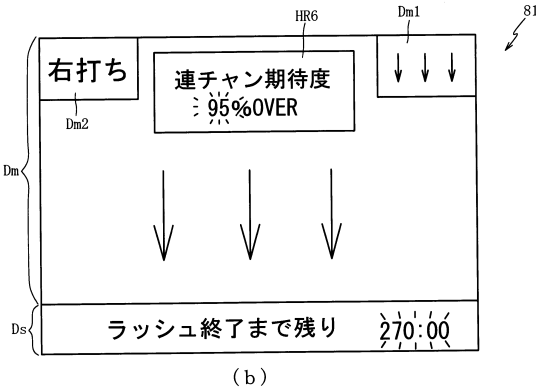 81
HR6
Dm1
右打ち
連チャン期待度
95%OVER
Dm2
Dm
Ds
ラッシュ終了まで残り 270:00
(b)